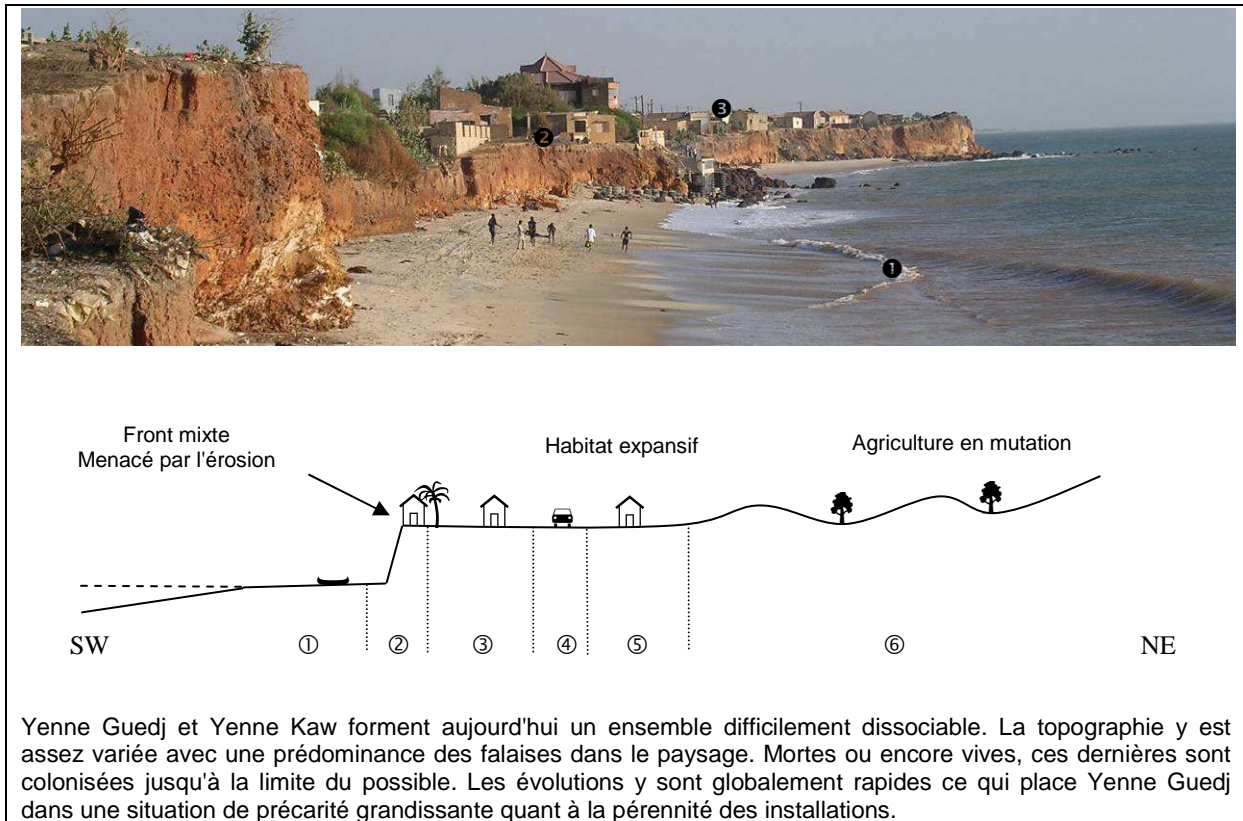 ❸
❷
❶
Front mixte
Menacé par l'érosion
Habitat expansif
Agriculture en mutation
SW ① ② ③ ④ ⑤ ⑥ NE
Yenne Guedj et Yenne Kaw forment aujourd'hui un ensemble difficilement dissociable. La topographie y est
assez variée avec une prédominance des falaises dans le paysage. Mortes ou encore vives, ces dernières sont
colonisées jusqu'à la limite du possible. Les évolutions y sont globalement rapides ce qui place Yenne Guedj
dans une situation de précarité grandissante quant à la pérennité des installations.